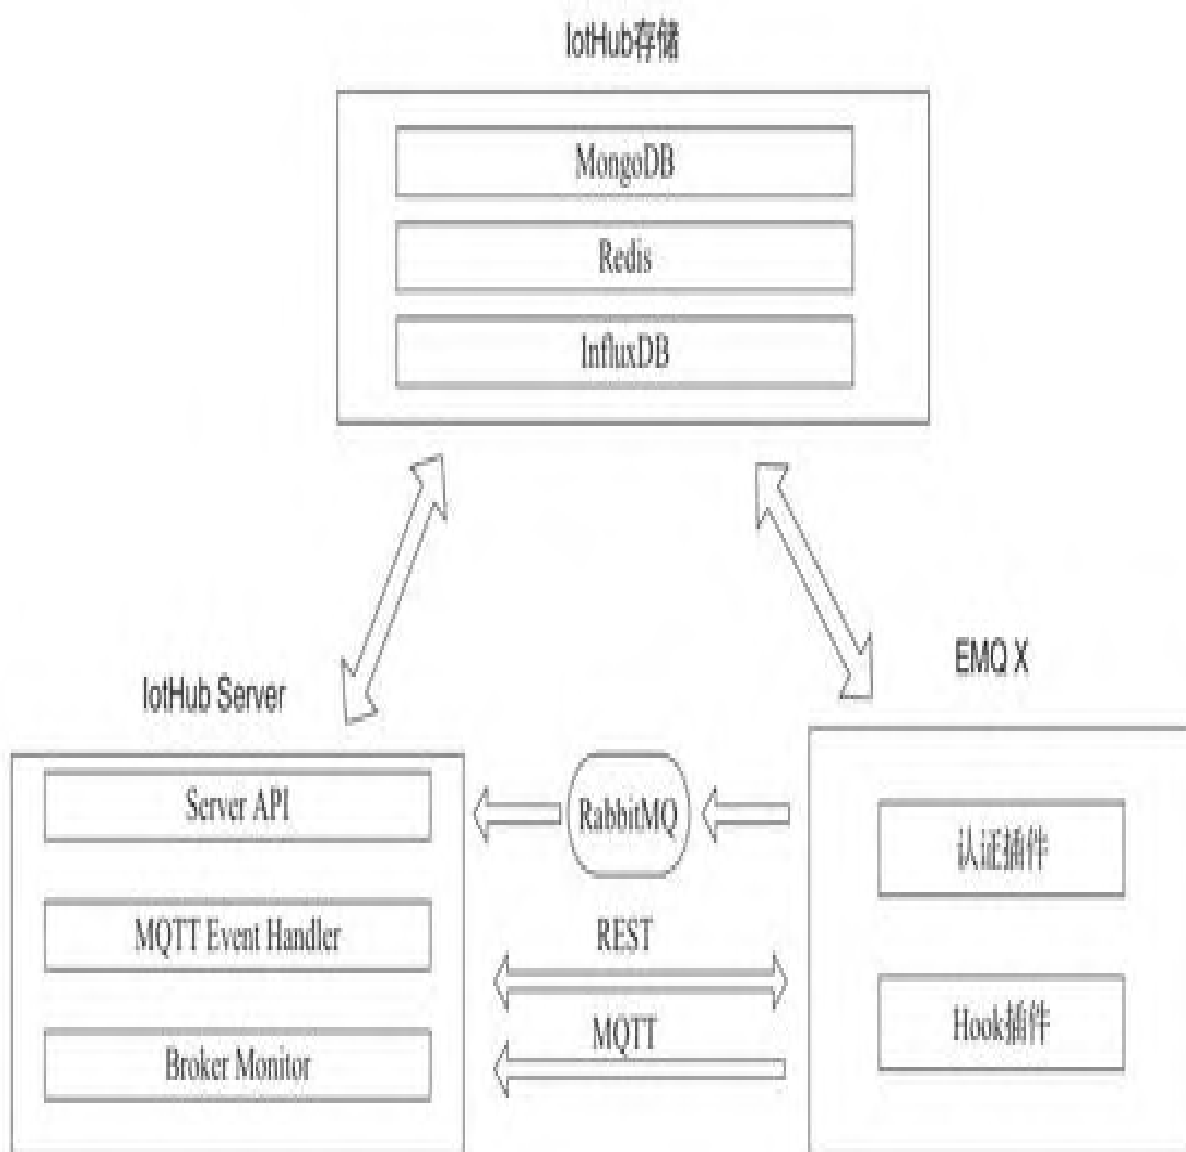 IotHub存储
MongoDB
Redis
InfluxDB
IotHub Server
EMQ X
Server API
RabbitMQ
认证插件
MQTT Event Handler
REST
Hook插件
MQTT
Broker Monitor